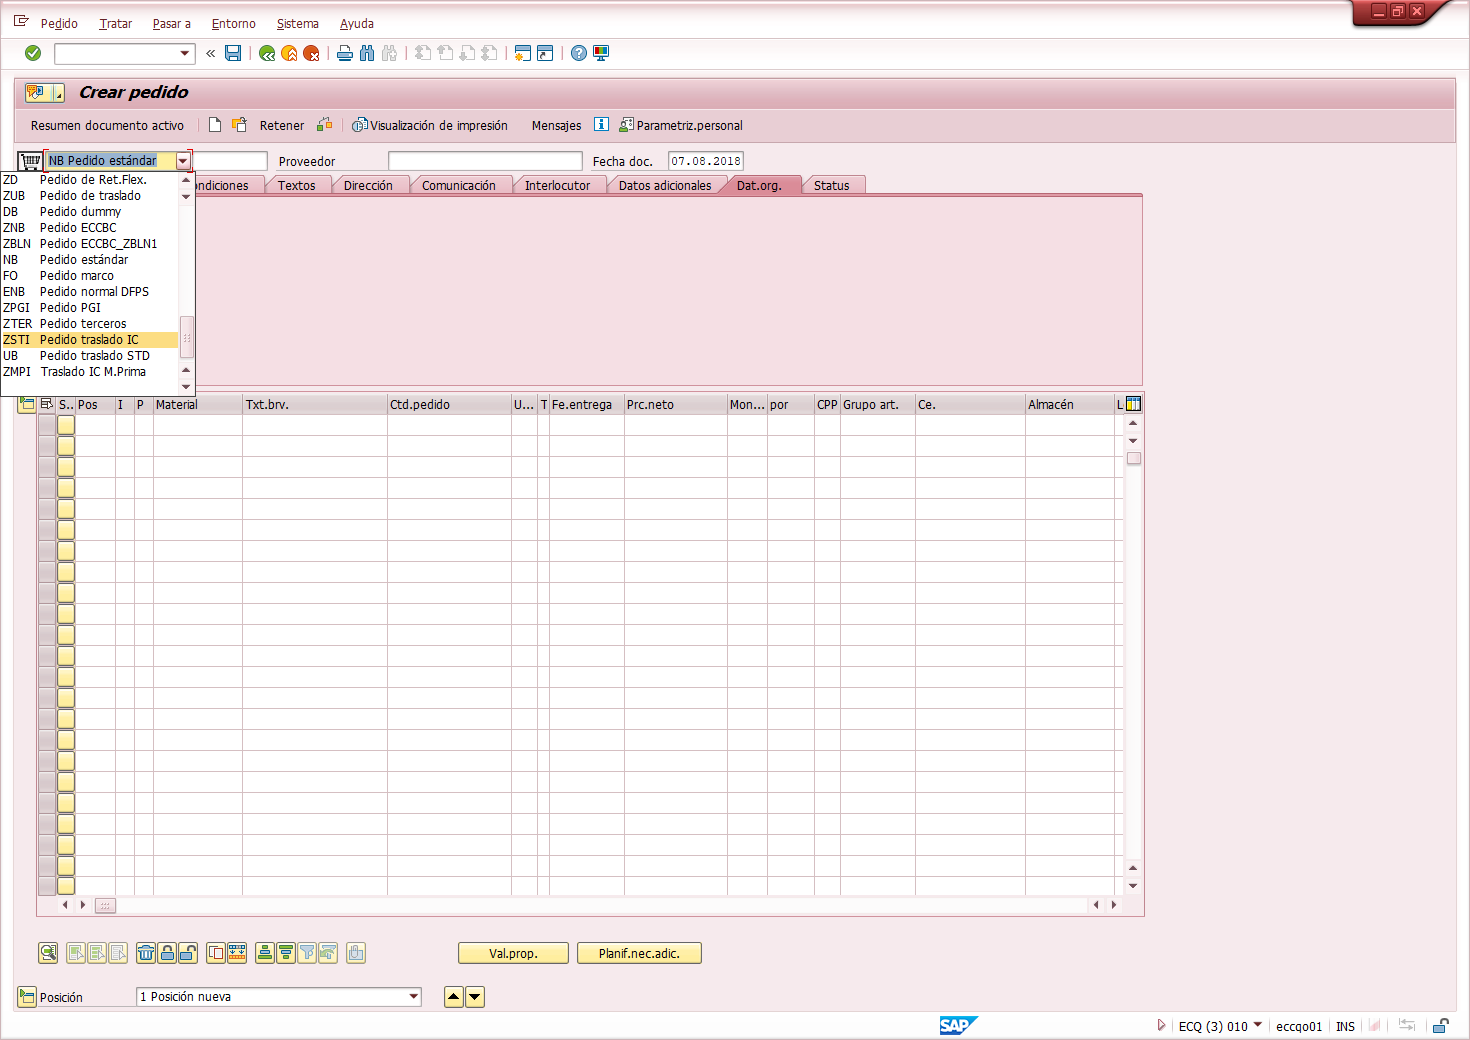 Pedido Tratar Pasar a Entorno Sistema Ayuda
Crear pedido
Resumen documento activo Retener Visualización de impresión Mensajes Parametriz.personal
NB Pedido estándar Proveedor Fecha doc. 07.08.2018
ondiciones Textos Dirección Comunicación Interlocutor Datos adicionales Dat.org. Status
ZD Pedido de Ret.Flex.
ZUB Pedido de traslado
DB Pedido dummy
ZNB Pedido ECCBC
ZBLN Pedido ECCBC_ZBLN1
NB Pedido estándar
FO Pedido marco
ENB Pedido normal DFPS
ZPGI Pedido PGI
ZTER Pedido terceros
ZSTI Pedido traslado IC
UB Pedido traslado STD
ZMPI Traslado IC M.Prima
S.. Pos I P Material Txt.brv. Ctd.pedido U... T Fe.entrega Prc.neto Mon... por CPP Grupo art. Ce. Almacén L
Val.prop. Planif.nec.adic.
Posición 1 Posición nueva
SAP ECQ (3) 010 eccqo01 INS